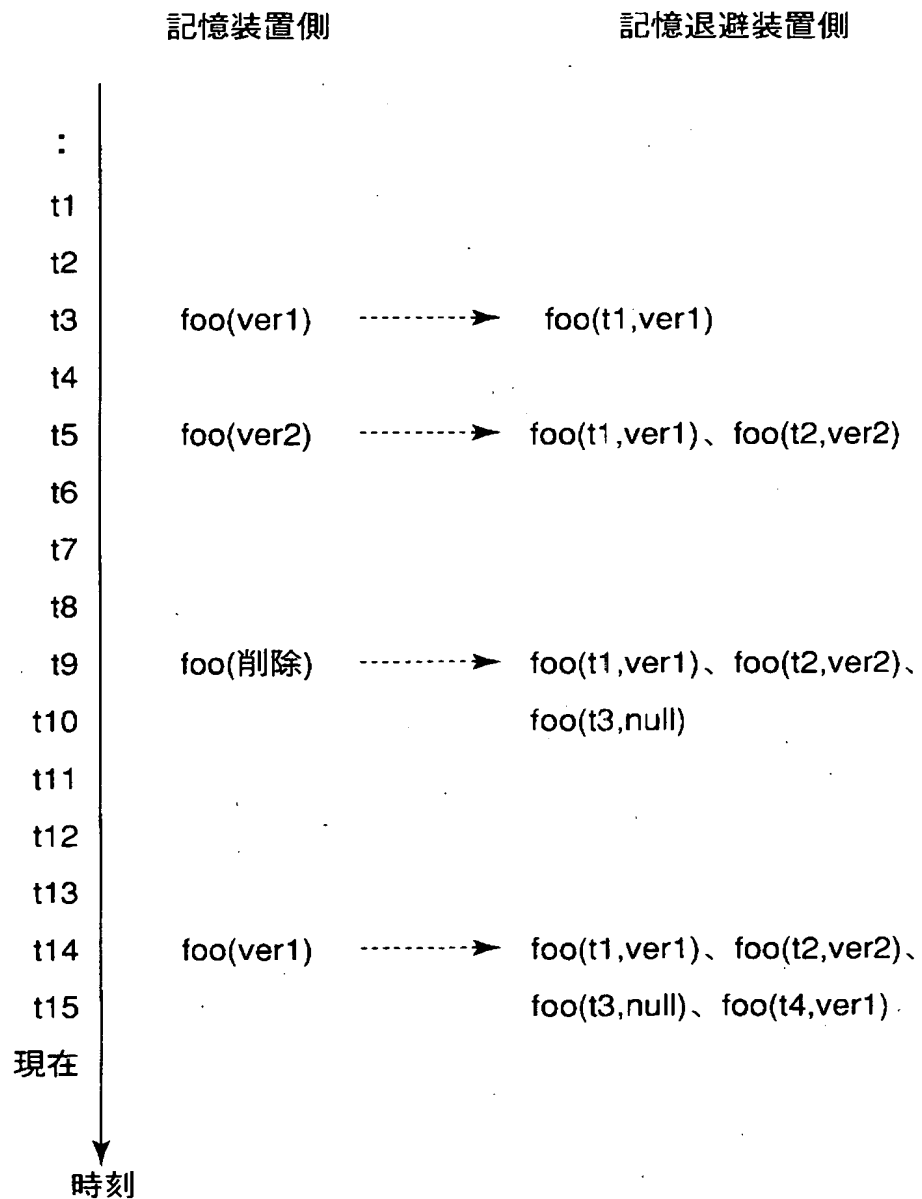 記憶装置側 記憶退避装置側
:
t1
t2
t3 foo(ver1) foo(t1,ver1)
t4
t5 foo(ver2) foo(t1,ver1)、foo(t2,ver2)
t6
t7
t8
t9 foo(削除) foo(t1,ver1)、foo(t2,ver2)、
t10 foo(t3,null)
t11
t12
t13
t14 foo(ver1) foo(t1,ver1)、foo(t2,ver2)、
t15 foo(t3,null)、foo(t4,ver1)
現在
時刻